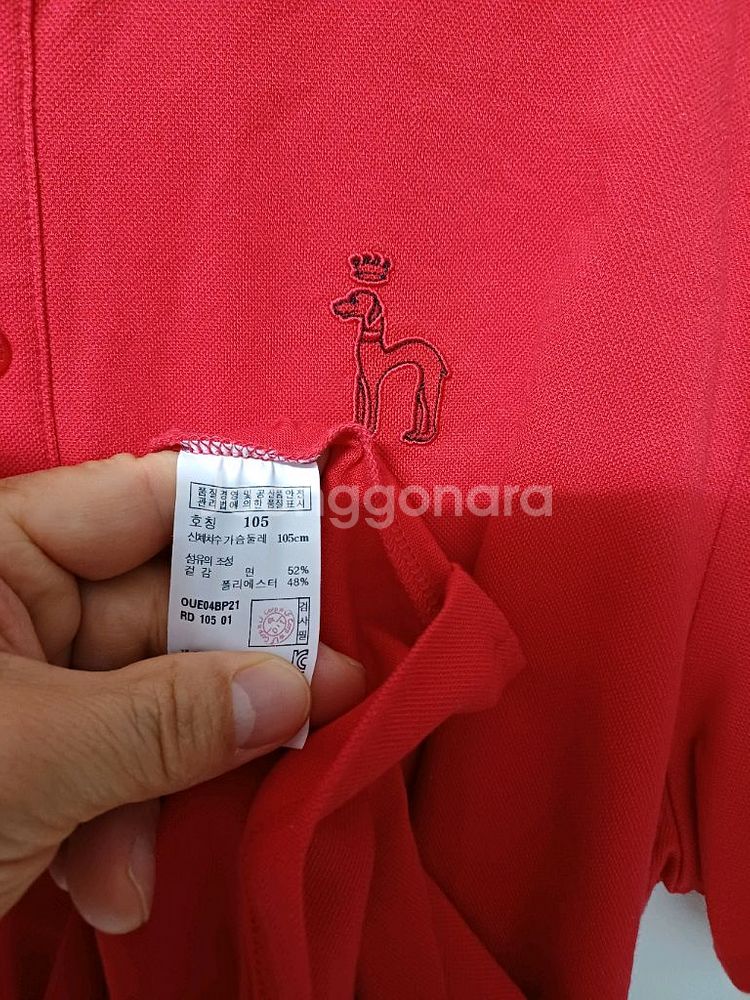 품질경영 및 공산품안전
관리법에 의한 품질표시
호칭 105
신체치수 가슴둘레 105cm
섬유의 조성
겉감 면 52%
폴리에스터 48%
OUE04BP21
RD 105 01
검사필
nggonara